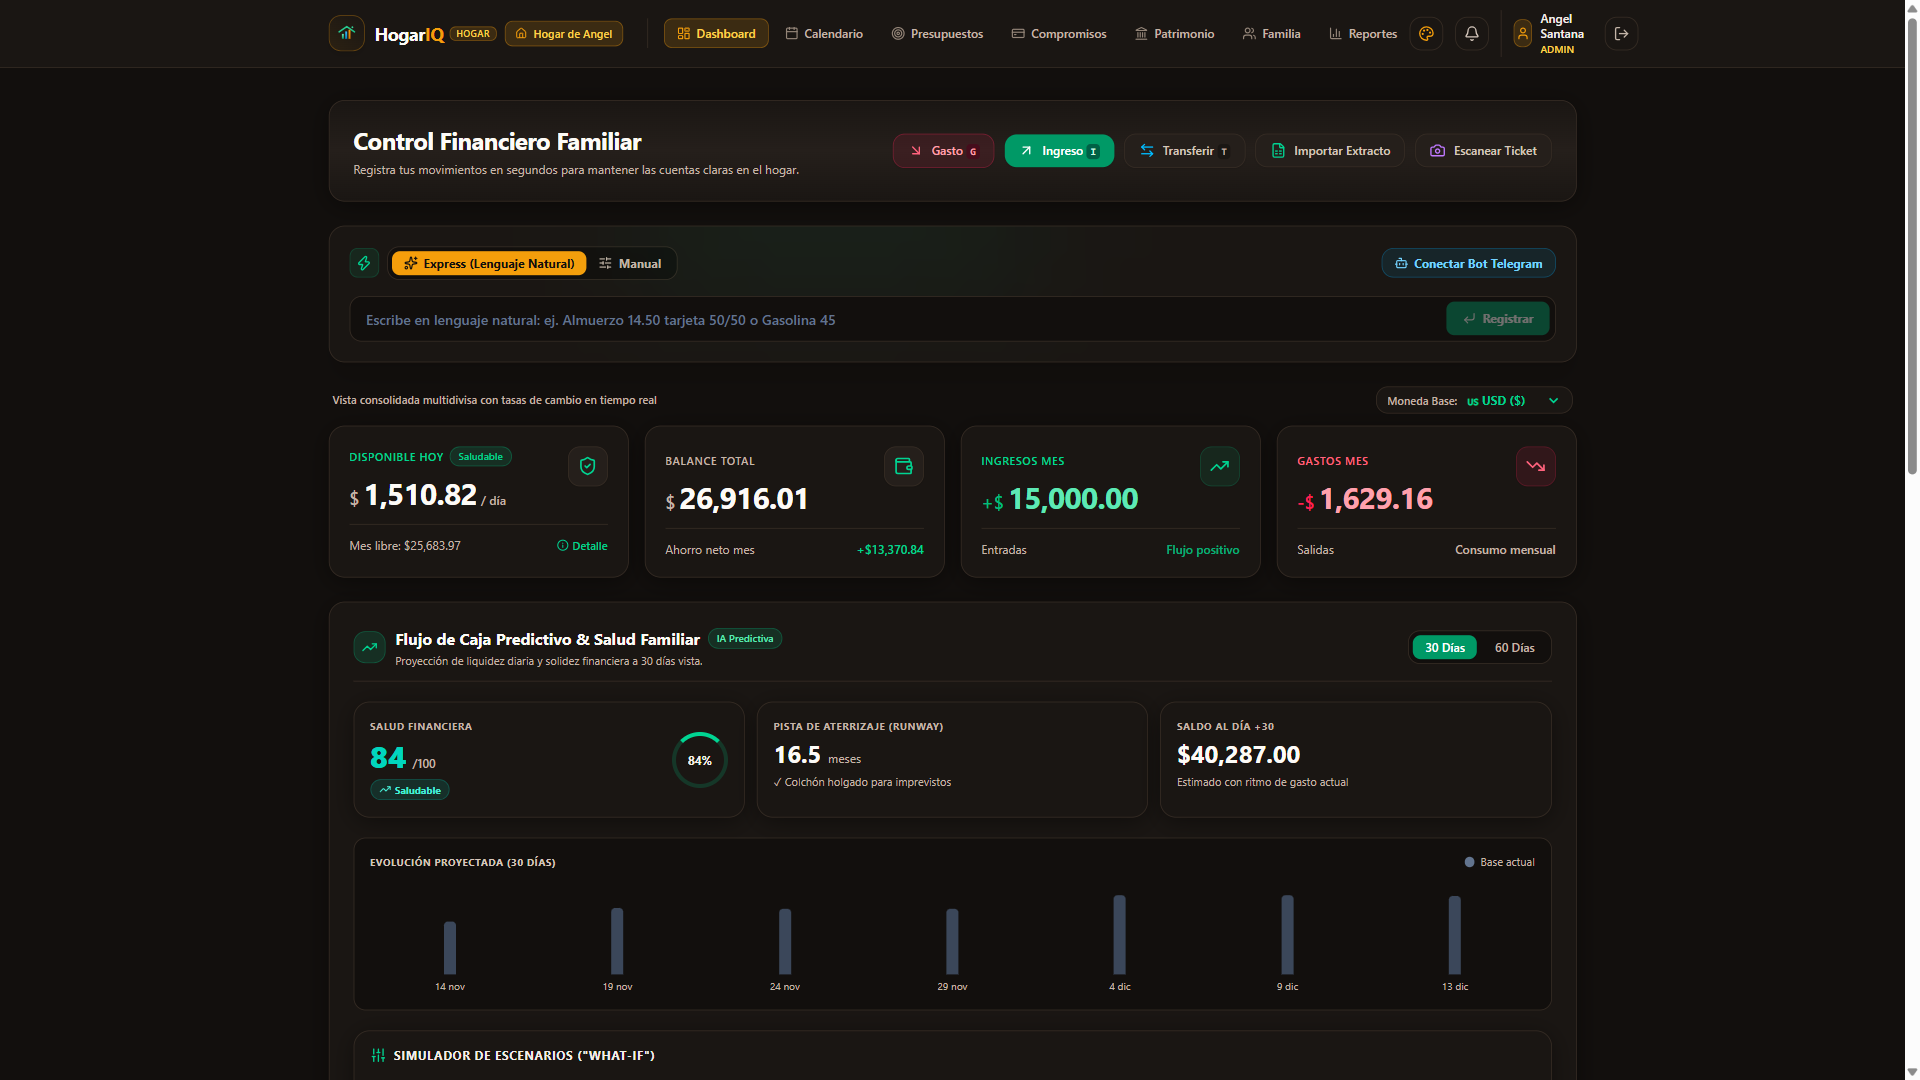 HogarIQ HOGAR Hogar de Angel Dashboard Calendario Presupuestos Compromisos Patrimonio Familia Reportes Angel Santana ADMIN
Control Financiero Familiar
Registra tus movimientos en segundos para mantener las cuentas claras en el hogar.
Gasto G Ingreso I Transferir T Importar Extracto Escanear Ticket
Express (Lenguaje Natural) Manual Conectar Bot Telegram
Escribe en lenguaje natural: ej. Almuerzo 14.50 tarjeta 50/50 o Gasolina 45 Registrar
Vista consolidada multidivisa con tasas de cambio en tiempo real Moneda Base: us USD ($)
DISPONIBLE HOY Saludable
$ 1,510.82 / día
Mes libre: $25,683.97 Detalle
BALANCE TOTAL
$ 26,916.01
Ahorro neto mes +$13,370.84
INGRESOS MES
+$ 15,000.00
Entradas Flujo positivo
GASTOS MES
-$ 1,629.16
Salidas Consumo mensual
Flujo de Caja Predictivo & Salud Familiar IA Predictiva
Proyección de liquidez diaria y solidez financiera a 30 días vista.
30 Días 60 Días
SALUD FINANCIERA
84 /100
Saludable
84%
PISTA DE ATERRIZAJE (RUNWAY)
16.5 meses
✓ Colchón holgado para imprevistos
SALDO AL DÍA +30
$40,287.00
Estimado con ritmo de gasto actual
EVOLUCIÓN PROYECTADA (30 DÍAS) Base actual
14 nov 19 nov 24 nov 29 nov 4 dic 9 dic 13 dic
SIMULADOR DE ESCENARIOS ("WHAT-IF")